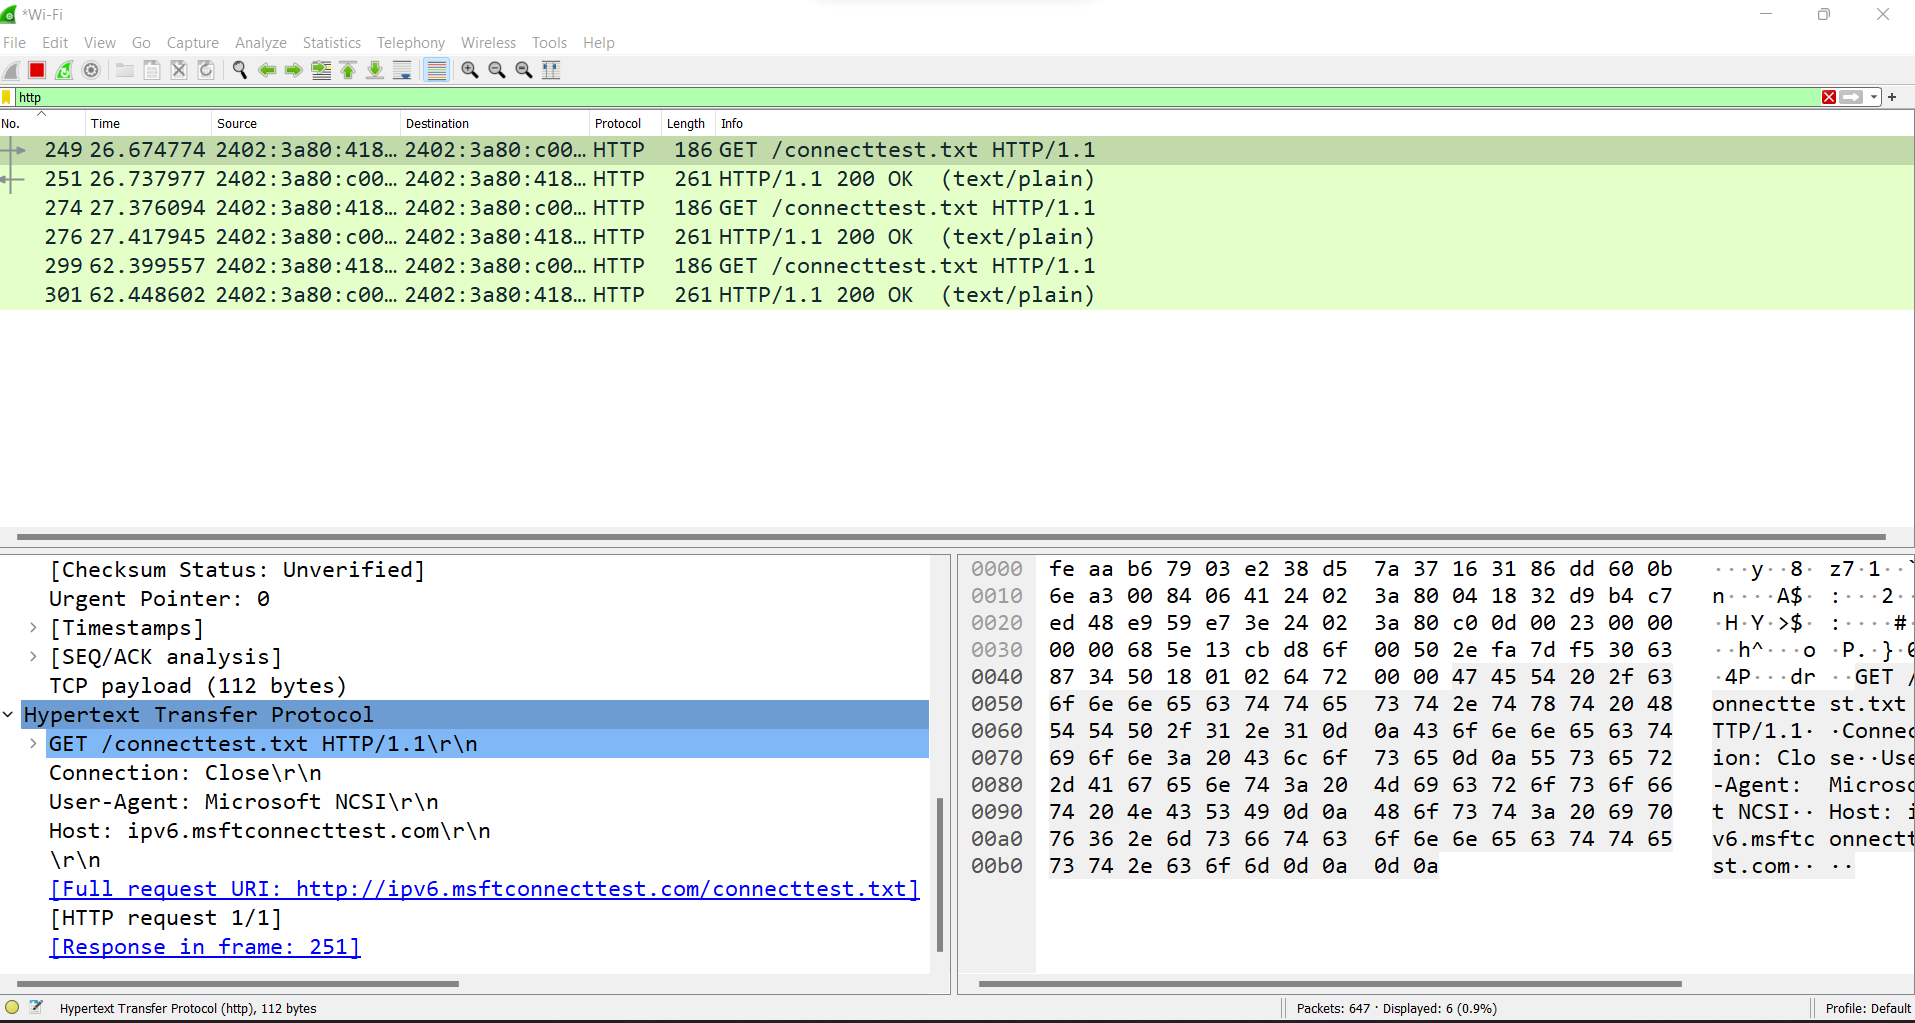 *Wi-Fi
File Edit View Go Capture Analyze Statistics Telephony Wireless Tools Help
http
No. Time Source Destination Protocol Length Info
249 26.674774 2402:3a80:418… 2402:3a80:c00… HTTP 186 GET /connecttest.txt HTTP/1.1
251 26.737977 2402:3a80:c00… 2402:3a80:418… HTTP 261 HTTP/1.1 200 OK (text/plain)
274 27.376094 2402:3a80:418… 2402:3a80:c00… HTTP 186 GET /connecttest.txt HTTP/1.1
276 27.417945 2402:3a80:c00… 2402:3a80:418… HTTP 261 HTTP/1.1 200 OK (text/plain)
299 62.399557 2402:3a80:418… 2402:3a80:c00… HTTP 186 GET /connecttest.txt HTTP/1.1
301 62.448602 2402:3a80:c00… 2402:3a80:418… HTTP 261 HTTP/1.1 200 OK (text/plain)
[Checksum Status: Unverified]
Urgent Pointer: 0
[Timestamps]
[SEQ/ACK analysis]
TCP payload (112 bytes)
Hypertext Transfer Protocol
GET /connecttest.txt HTTP/1.1\r\n
Connection: Close\r\n
User-Agent: Microsoft NCSI\r\n
Host: ipv6.msftconnecttest.com\r\n
\r\n
[Full request URI: http://ipv6.msftconnecttest.com/connecttest.txt]
[HTTP request 1/1]
[Response in frame: 251]
0000 fe aa b6 79 03 e2 38 d5 7a 37 16 31 86 dd 60 0b ···y··8· z7·1··`
0010 6e a3 00 84 06 41 24 02 3a 80 04 18 32 d9 b4 c7 n····A$· :···2··
0020 ed 48 e9 59 e7 3e 24 02 3a 80 c0 0d 00 23 00 00 ·H·Y·>$· :····#·
0030 00 00 68 5e 13 cb d8 6f 00 50 2e fa 7d f5 30 63 ··h^···o ·P.·}·0
0040 87 34 50 18 01 02 64 72 00 00 47 45 54 20 2f 63 ·4P···dr ··GET /
0050 6f 6e 6e 65 63 74 74 65 73 74 2e 74 78 74 20 48 onnectte st.txt
0060 54 54 50 2f 31 2e 31 0d 0a 43 6f 6e 6e 65 63 74 TTP/1.1· ·Connec
0070 69 6f 6e 3a 20 43 6c 6f 73 65 0d 0a 55 73 65 72 ion: Clo se··Use
0080 2d 41 67 65 6e 74 3a 20 4d 69 63 72 6f 73 6f 66 -Agent: Microso
0090 74 20 4e 43 53 49 0d 0a 48 6f 73 74 3a 20 69 70 t NCSI·· Host: i
00a0 76 36 2e 6d 73 66 74 63 6f 6e 6e 65 63 74 74 65 v6.msftc onnectt
00b0 73 74 2e 63 6f 6d 0d 0a 0d 0a st.com·· ··
Hypertext Transfer Protocol (http), 112 bytes
Packets: 647 · Displayed: 6 (0.9%)
Profile: Default